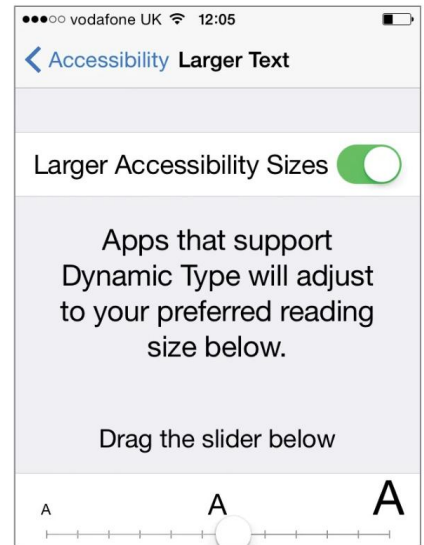 vodafone UK 12:05
Accessibility Larger Text
Larger Accessibility Sizes
Apps that support
Dynamic Type will adjust
to your preferred reading
size below.
Drag the slider below
A A A